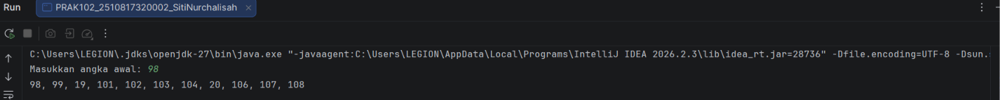 Run PRAK102_2510817320002_SitiNurchalisah
C:\Users\LEGION\.jdks\openjdk-27\bin\java.exe "-javaagent:C:\Users\LEGION\AppData\Local\Programs\IntelliJ IDEA 2026.2.3\lib\idea_rt.jar=28736" -Dfile.encoding=UTF-8 -Dsun.
Masukkan angka awal: 98
98, 99, 19, 101, 102, 103, 104, 20, 106, 107, 108